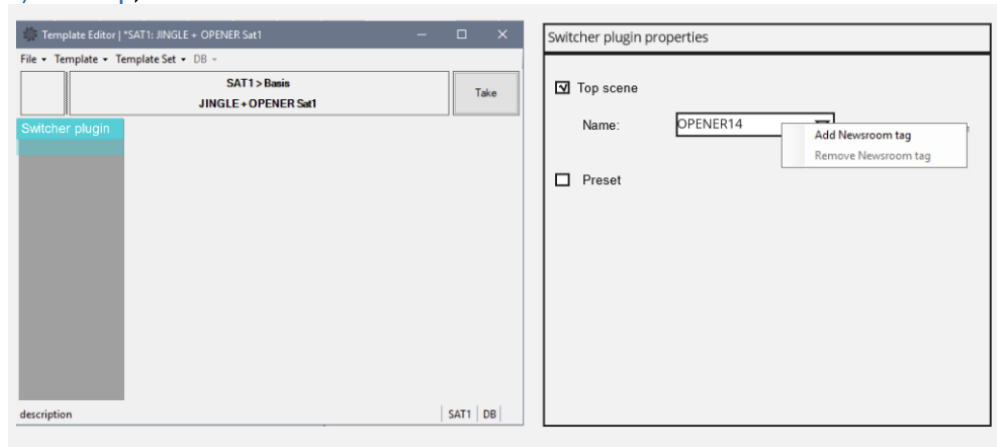 Template Editor | *SAT1: JINGLE + OPENER Sat1
File Template Template Set DB
SAT1 > Basis
JINGLE + OPENER Sat1
Take
Switcher plugin
description
SAT1 DB
Switcher plugin properties
Top scene
Name: OPENER14
Add Newsroom tag
Remove Newsroom tag
Preset